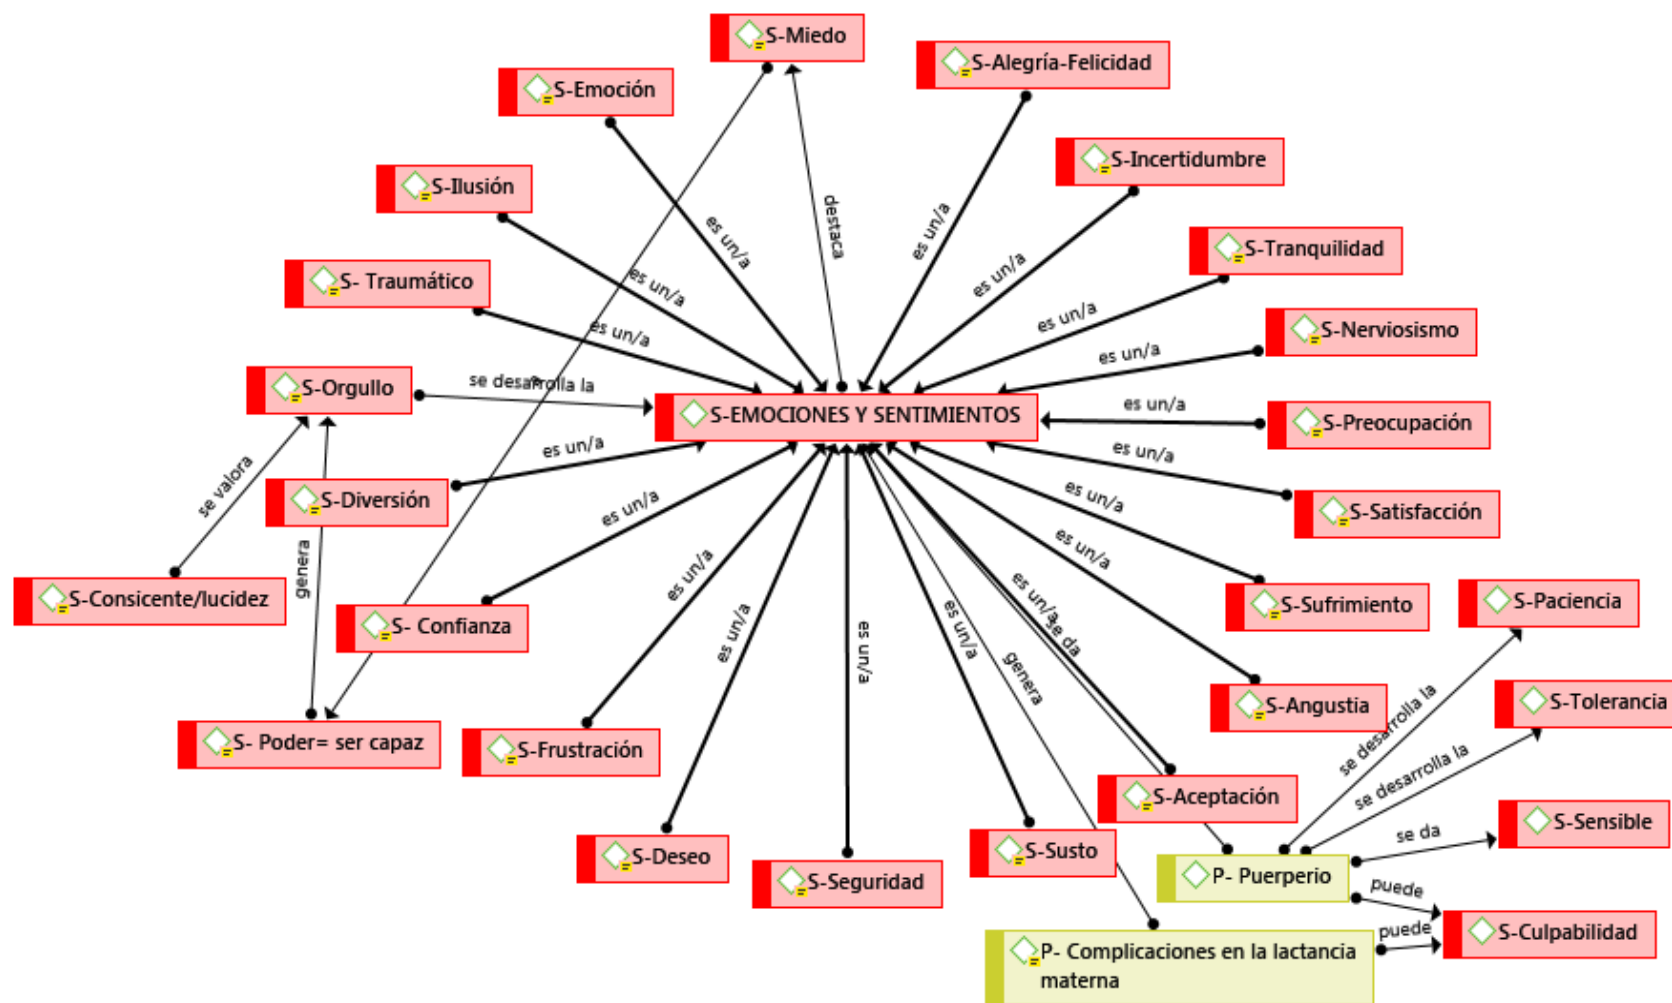 S-Miedo
S-Alegría-Felicidad
S-Emoción
S-Incertidumbre
S-Ilusión
es un/a
destaca
es un/a
S-Tranquilidad
es un/a
S- Traumático
es un/a
es un/a
es un/a
S-Nerviosismo
es un/a
S-Orgullo
se desarrolla la
a
S-EMOCIONES Y SENTIMIENTOS
es un/a
S-Preocupación
es un/a
es un/a
se valora
S-Diversión
es un/a
es un/a
S-Satisfacción
genera
es un/a
es un/a
S-Consicente/lucidez
S- Confianza
es un/a
es un/a
es un/a
es un/a
se da
S-Sufrimiento
S-Paciencia
genera
S- Poder= ser capaz
S-Frustración
S-Angustia
se desarrolla la
S-Tolerancia
se desarrolla la
S-Aceptación
S-Deseo
S-Seguridad
S-Susto
se da
S-Sensible
P- Puerperio
puede
puede
S-Culpabilidad
P- Complicaciones en la lactancia
materna